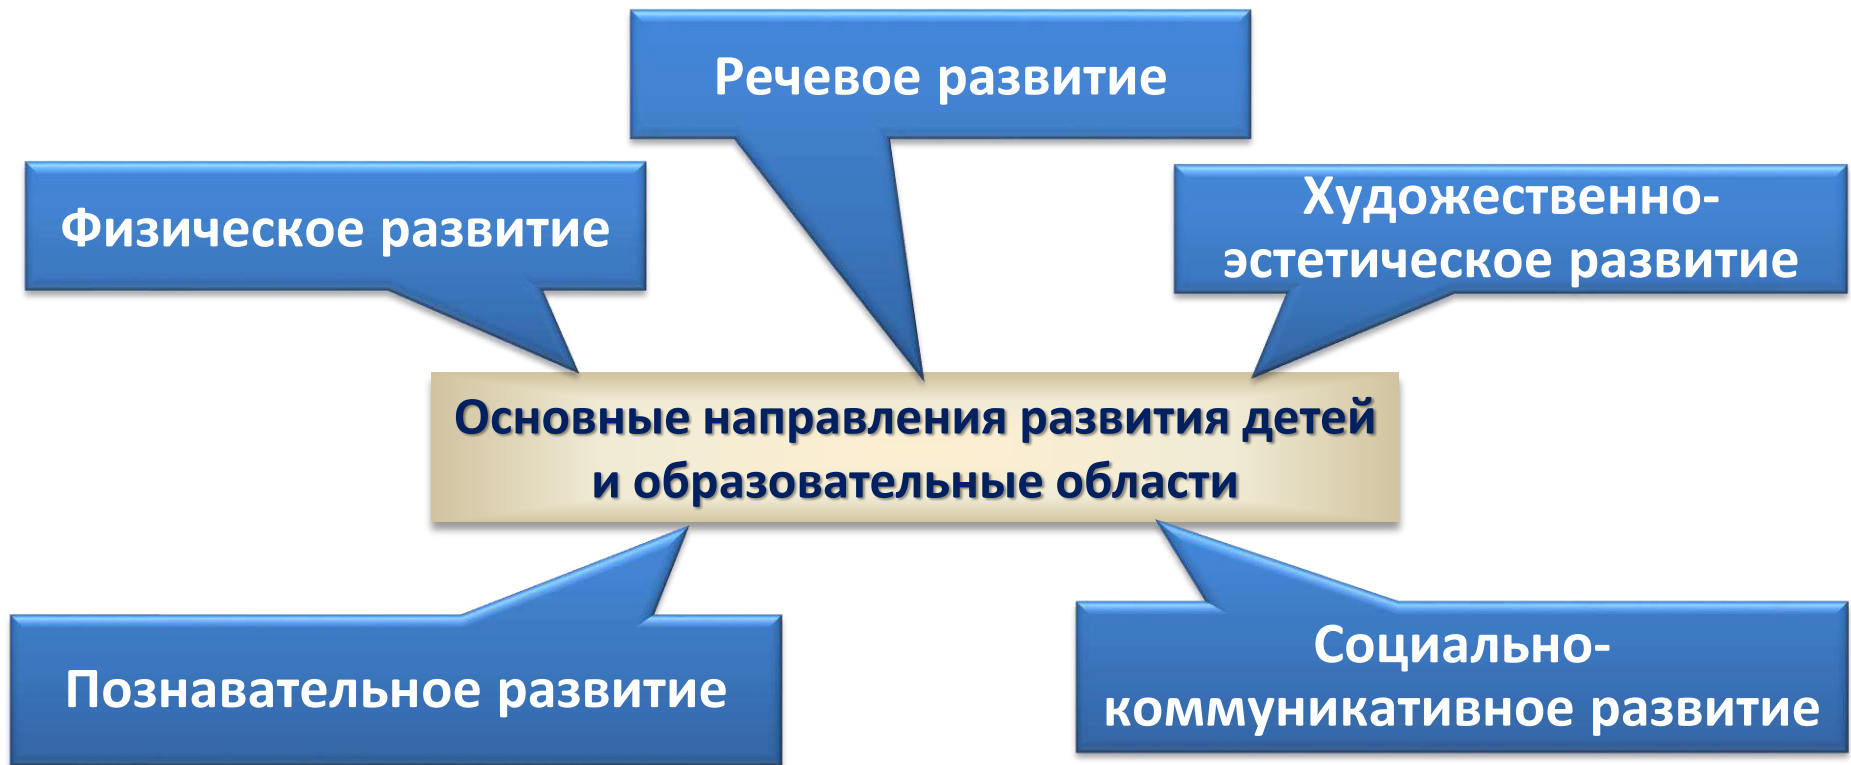 Речевое развитие
Физическое развитие
Художественно-
эстетическое развитие
Основные направления развития детей
и образовательные области
Познавательное развитие
Социально-
коммуникативное развитие